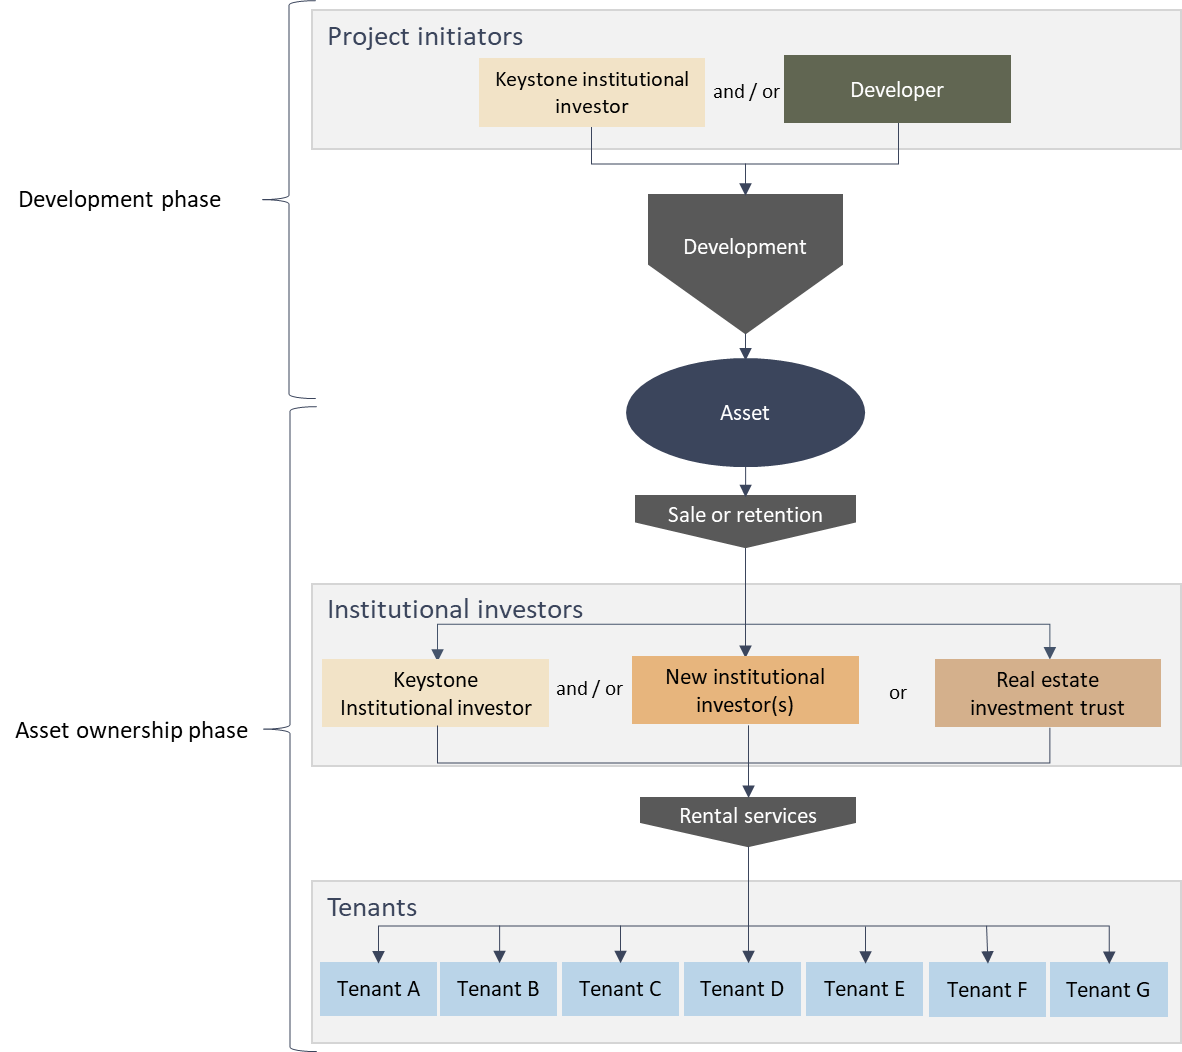 Project initiators
Keystone institutional
investor
and / or
Developer
Development phase
Development
Asset
Sale or retention
Institutional investors
Keystone
Institutional investor
and / or
New institutional
investor(s)
or
Real estate
investment trust
Asset ownership phase
Rental services
Tenants
Tenant A
Tenant B
Tenant C
Tenant D
Tenant E
Tenant F
Tenant G